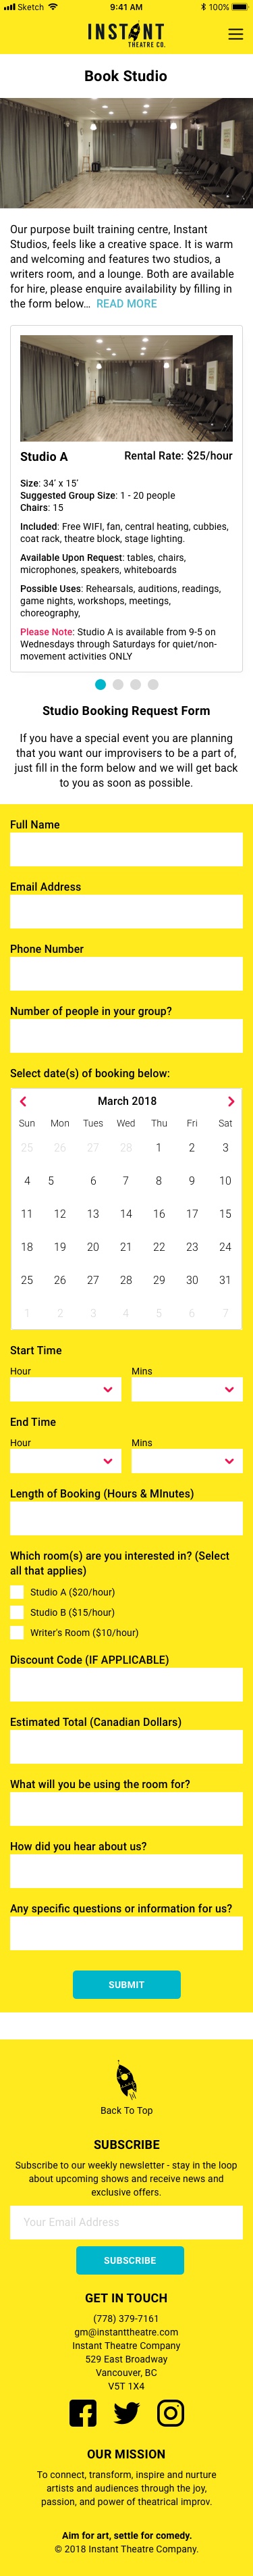 Sketch 9:41 AM 100%
INSTANT
THEATRE CO.
Book Studio
Our purpose built training centre, Instant
Studios, feels like a creative space. It is warm
and welcoming and features two studios, a
writers room, and a lounge. Both are available
for hire, please enquire availability by filling in
the form below... READ MORE
Studio A Rental Rate: $25/hour
Size: 34' x 15'
Suggested Group Size: 1 - 20 people
Chairs: 15
Included: Free WIFI, fan, central heating, cubbies,
coat rack, theatre block, stage lighting.
Available Upon Request: tables, chairs,
microphones, speakers, whiteboards
Possible Uses: Rehearsals, auditions, readings,
game nights, workshops, meetings,
choreography,
Please Note: Studio A is available from 9-5 on
Wednesdays through Saturdays for quiet/non-
movement activities ONLY
Studio Booking Request Form
If you have a special event you are planning
that you want our improvisers to be a part of,
just fill in the form below and we will get back
to you as soon as possible.
Full Name
Email Address
Phone Number
Number of people in your group?
Select date(s) of booking below:
March 2018
Sun Mon Tues Wed Thu Fri Sat
25 26 27 28 1 2 3
4 5 6 7 8 9 10
11 12 13 14 16 17 15
18 19 20 21 22 23 24
25 26 27 28 29 30 31
1 2 3 4 5 6 7
Start Time
Hour Mins
End Time
Hour Mins
Length of Booking (Hours & MInutes)
Which room(s) are you interested in? (Select
all that applies)
Studio A ($20/hour)
Studio B ($15/hour)
Writer's Room ($10/hour)
Discount Code (IF APPLICABLE)
Estimated Total (Canadian Dollars)
What will you be using the room for?
How did you hear about us?
Any specific questions or information for us?
SUBMIT
Back To Top
SUBSCRIBE
Subscribe to our weekly newsletter - stay in the loop
about upcoming shows and receive news and
exclusive offers.
Your Email Address
SUBSCRIBE
GET IN TOUCH
(778) 379-7161
gm@instanttheatre.com
Instant Theatre Company
529 East Broadway
Vancouver, BC
V5T 1X4
OUR MISSION
To connect, transform, inspire and nurture
artists and audiences through the joy,
passion, and power of theatrical improv.
Aim for art, settle for comedy.
© 2018 Instant Theatre Company.